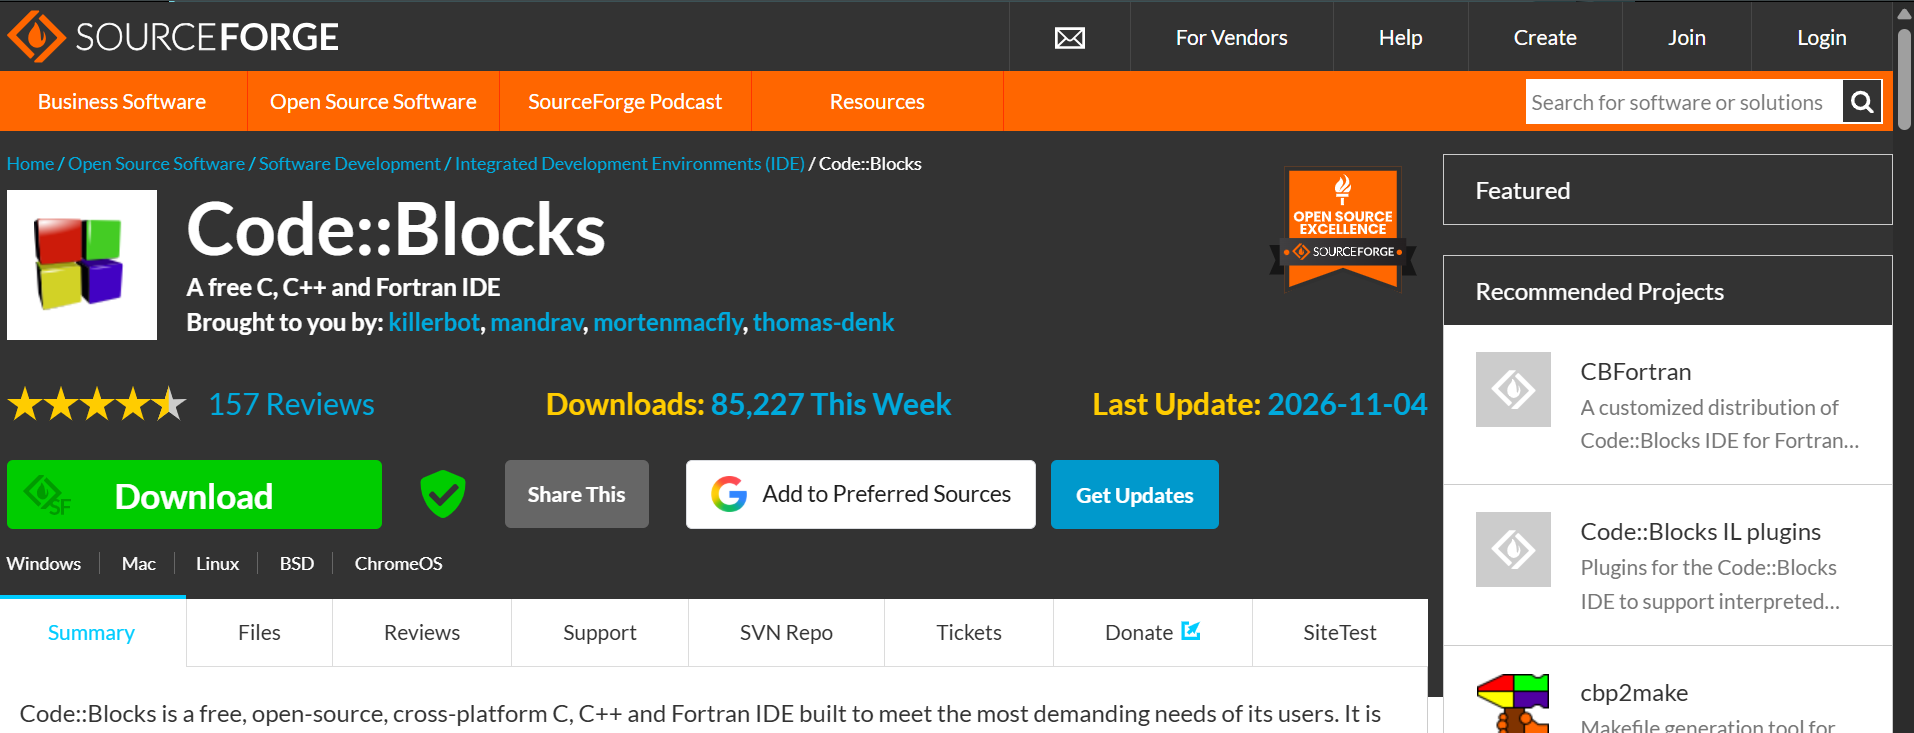 SOURCEFORGE
For Vendors
Help
Create
Join
Login
Business Software
Open Source Software
SourceForge Podcast
Resources
Search for software or solutions
Home / Open Source Software / Software Development / Integrated Development Environments (IDE) / Code::Blocks
Code::Blocks
A free C, C++ and Fortran IDE
Brought to you by: killerbot, mandrav, mortenmacfly, thomas-denk
OPEN SOURCE
EXCELLENCE
SOURCEFORGE
157 Reviews
Downloads: 85,227 This Week
Last Update: 2026-11-04
SF
Download
Share This
G
Add to Preferred Sources
Get Updates
Windows
Mac
Linux
BSD
ChromeOS
Summary
Files
Reviews
Support
SVN Repo
Tickets
Donate
SiteTest
Code::Blocks is a free, open-source, cross-platform C, C++ and Fortran IDE built to meet the most demanding needs of its users. It is
Featured
Recommended Projects
CBFortran
A customized distribution of
Code::Blocks IDE for Fortran...
Code::Blocks IL plugins
Plugins for the Code::Blocks
IDE to support interpreted...
cbp2make
Makefile generation tool for